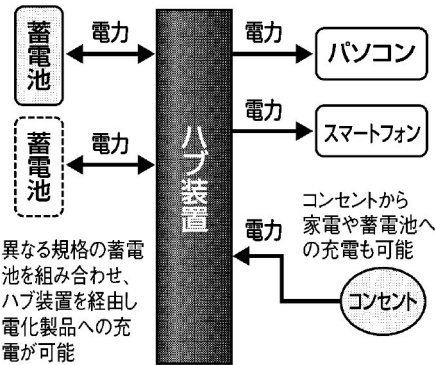 蓄電池
電力
電力
パソコン
電力
スマートフォン
蓄電池
電力
ハブ装置
コンセントから
家電や蓄電池へ
の充電も可能
電力
コンセント
異なる規格の蓄電
池を組み合わせ、
ハブ装置を経由し
電化製品への充
電が可能